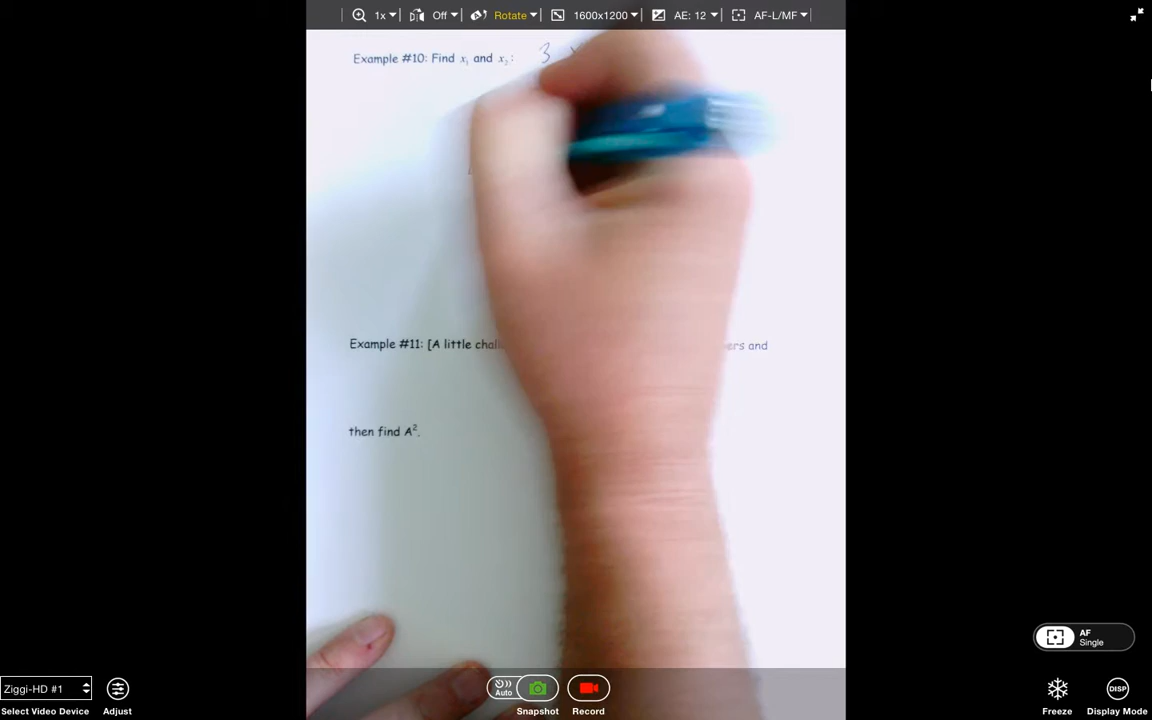 1x Off Rotate 1600x1200 AE: 12 AF-L/MF
Example #10: Find x₁ and x₂: 3
Example #11: [A little
and
then find A².
AF
Single
Ziggi-HD #1
Auto
Select Video Device Adjust Snapshot Record Freeze DISP Display Mode